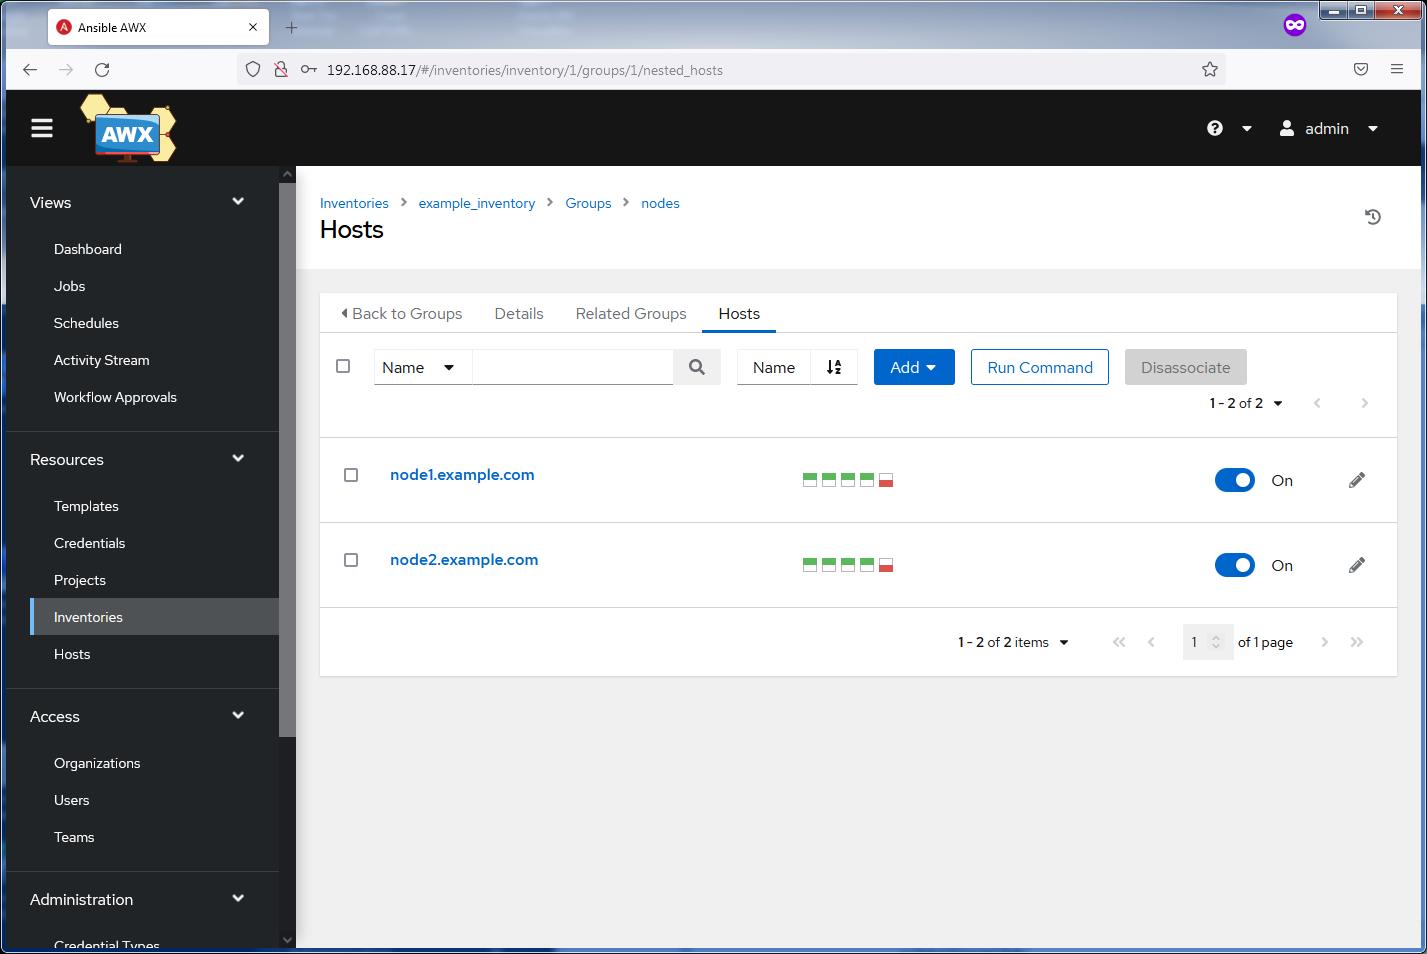 Ansible AWX
192.168.88.17/#/inventories/inventory/1/groups/1/nested_hosts
AWX
admin
Views
Dashboard
Jobs
Schedules
Activity Stream
Workflow Approvals
Resources
Templates
Credentials
Projects
Inventories
Hosts
Access
Organizations
Users
Teams
Administration
Credential Types
Inventories > example_inventory > Groups > nodes
Hosts
Back to Groups Details Related Groups Hosts
Name Name Add Run Command Disassociate
1 - 2 of 2
node1.example.com On
node2.example.com On
1 - 2 of 2 items 1 of 1 page